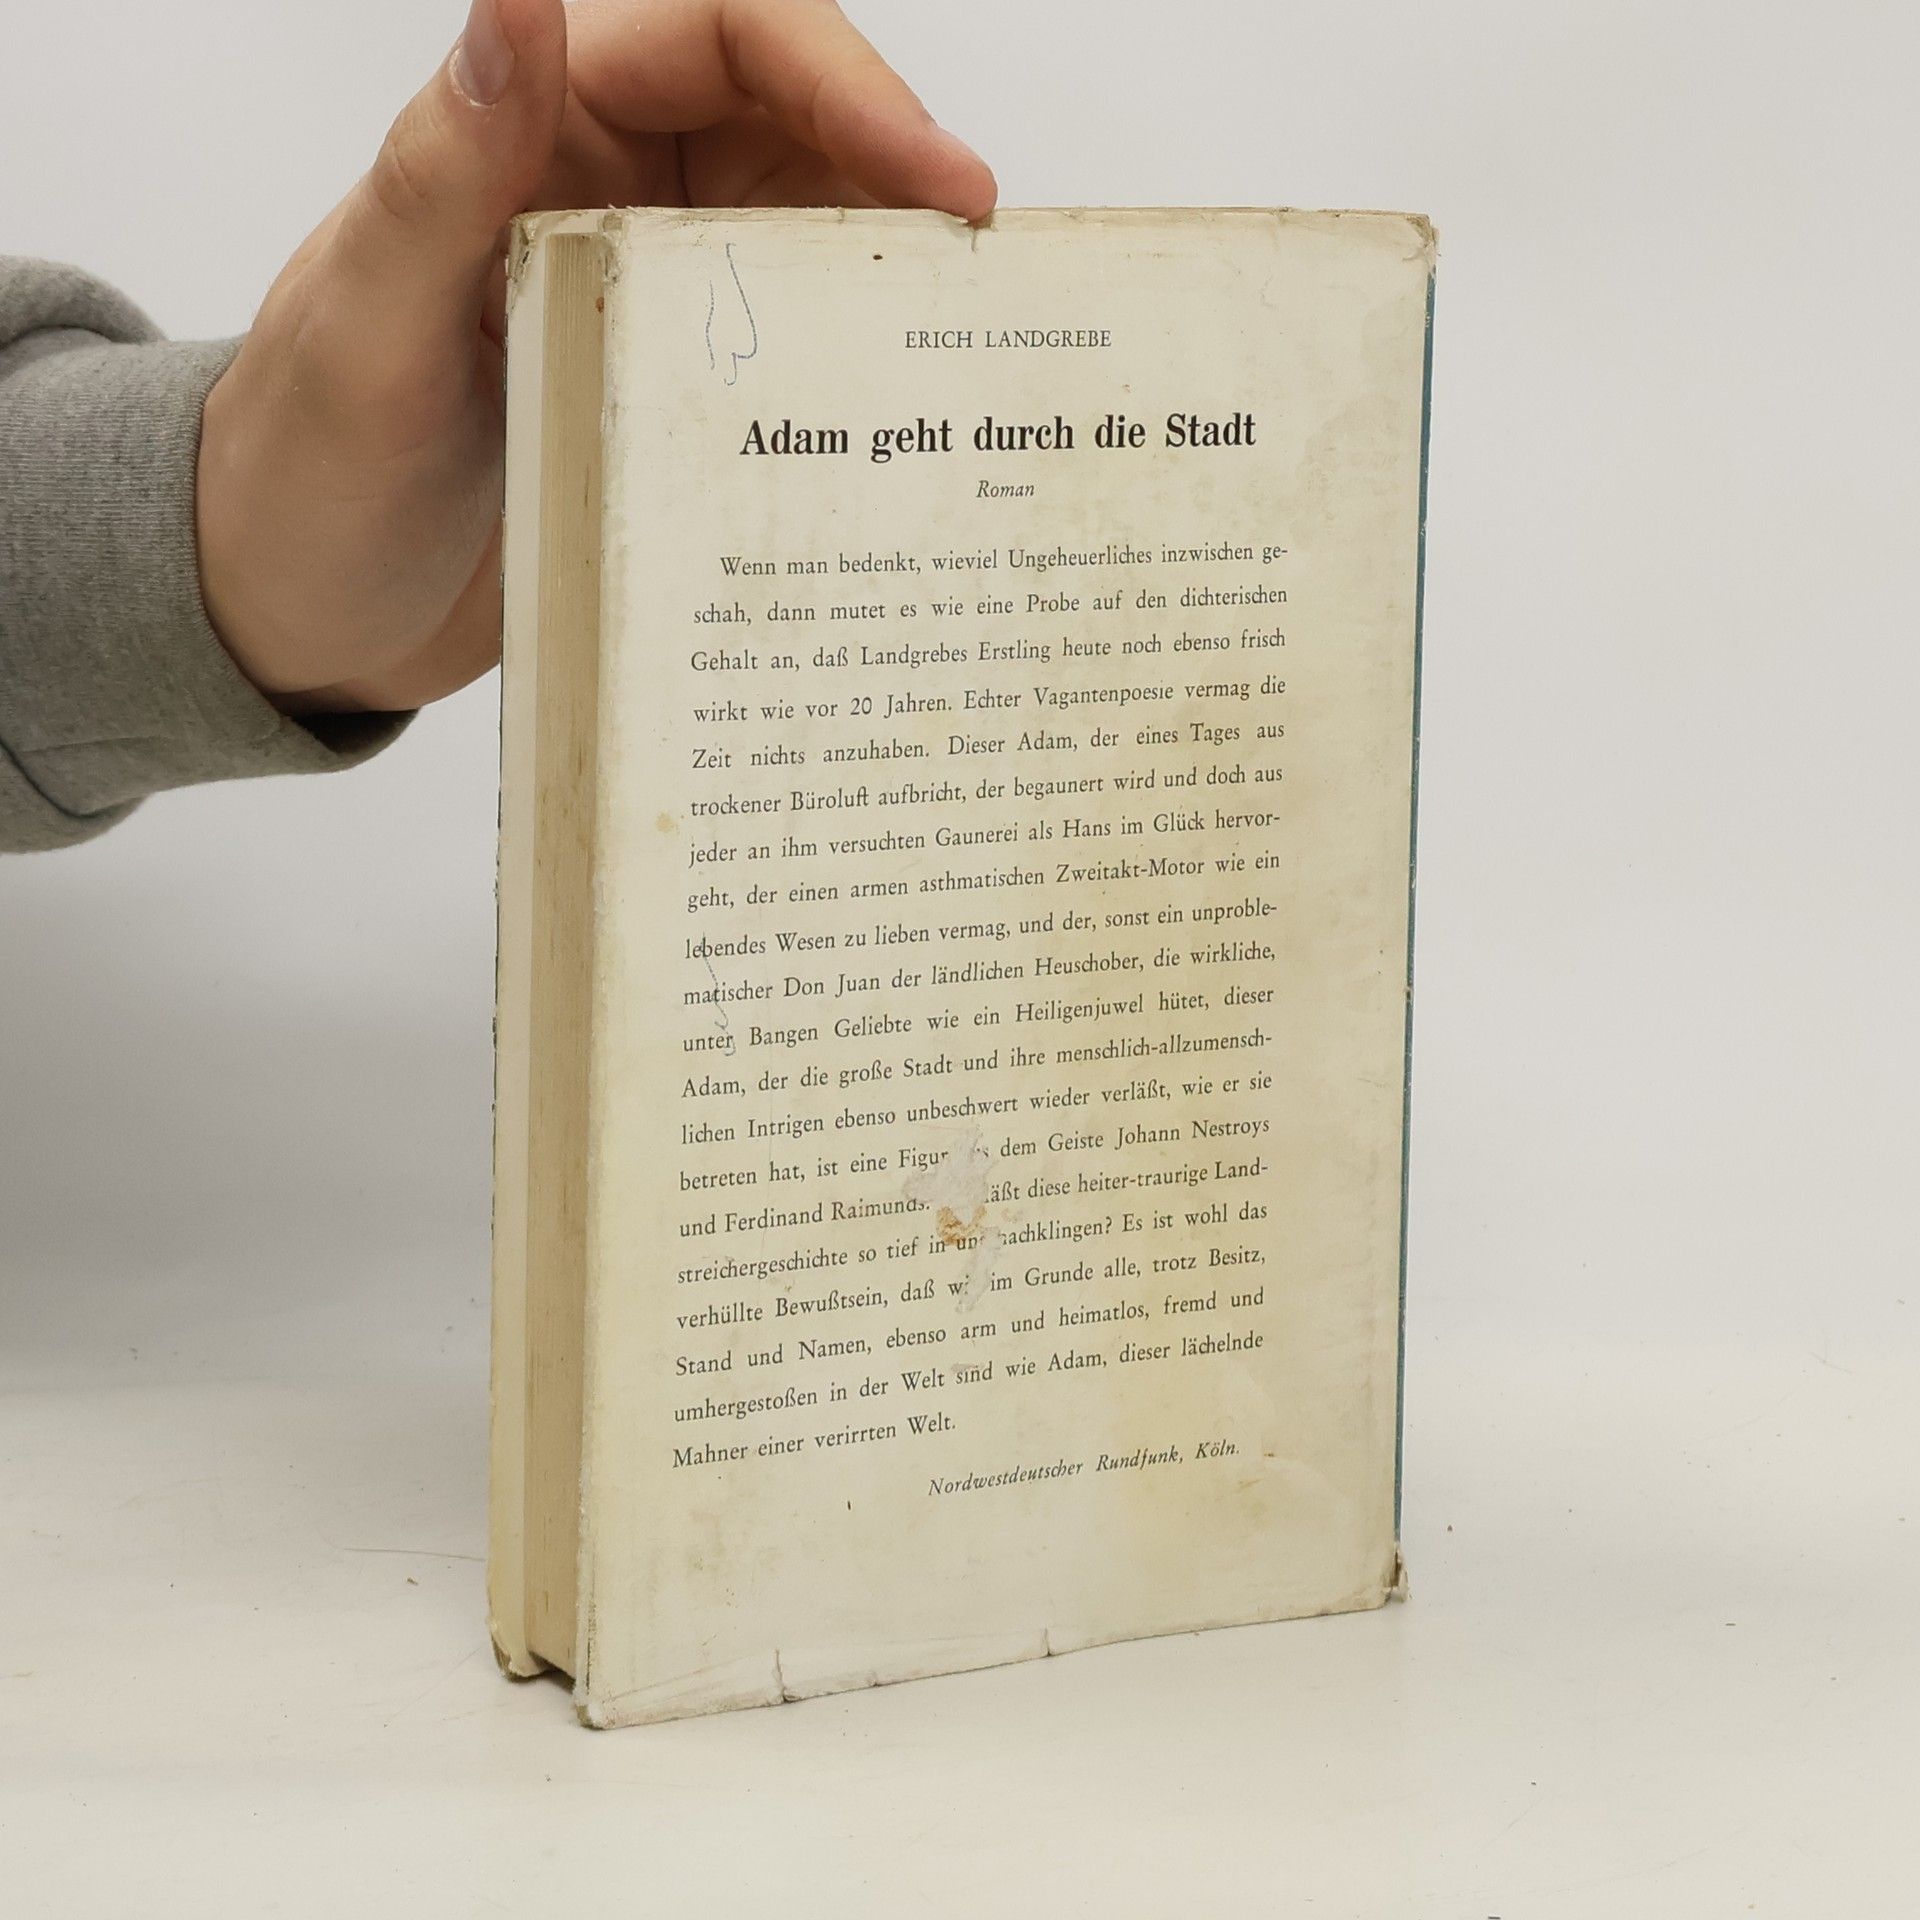 ERICH LANDGREBE
Adam geht durch die Stadt
Roman
Wenn man bedenkt, wieviel Ungeheuerliches inzwischen ge-
schah, dann mutet es wie eine Probe auf den dichterischen
Gehalt an, daß Landgrebes Erstling heute noch ebenso frisch
wirkt wie vor 20 Jahren. Echter Vagantenpoesie vermag die
Zeit nichts anzuhaben. Dieser Adam, der eines Tages aus
trockener Büroluft aufbricht, der begaunert wird und doch aus
jeder an ihm versuchten Gaunerei als Hans im Glück hervor-
geht, der einen armen asthmatischen Zweitakt-Motor wie ein
lebendes Wesen zu lieben vermag, und der, sonst ein unproble-
matischer Don Juan der ländlichen Heuschober, die wirkliche,
unter Bangen Geliebte wie ein Heiligenjuwel hütet, dieser
Adam, der die große Stadt und ihre menschlich-allzumensch-
lichen Intrigen ebenso unbeschwert wieder verläßt, wie er sie
betreten hat, ist eine Figur dem Geiste Johann Nestroys
und Ferdinand Raimunds. läßt diese heiter-traurige Land-
streichergeschichte so tief in uns nachklingen? Es ist wohl das
verhüllte Bewußtsein, daß wir im Grunde alle, trotz Besitz,
Stand und Namen, ebenso arm und heimatlos, fremd und
umhergestoßen in der Welt sind wie Adam, dieser lächelnde
Mahner einer verirrten Welt.
Nordwestdeutscher Rundfunk, Köln.